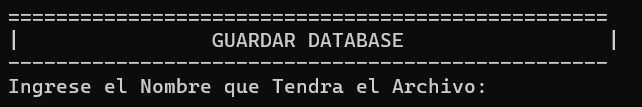 ==================================================
|                GUARDAR DATABASE                 |
--------------------------------------------------
Ingrese el Nombre que Tendra el Archivo: